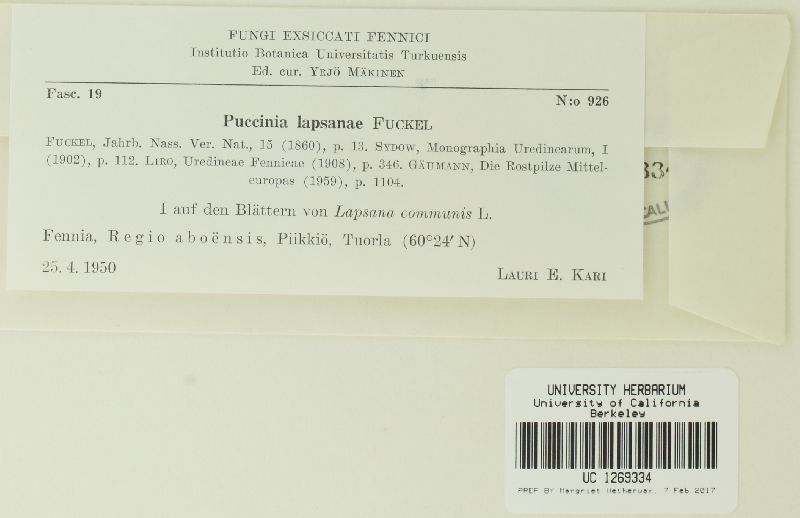 FUNGI EXSICCATI FENNICI
Institutio Botanica Universitatis Turkuensis
Ed. cur. YRJÖ MÄKINEN
Fasc. 19
N:o 926
Puccinia lapsanae FUCKEL
FUCKEL, Jahrb. Nass. Ver. Nat., 15 (1860), p. 13. SYDOW, Monographia Uredinearum, I
(1902), p. 112. LIRO, Uredineae Fennicae (1908), p. 346. GÄUMANN, Die Rostpilze Mittel-
europas (1959), p. 1104.
I auf den Blättern von Lapsana communis L.
Fennia, Regio aboënsis, Piikkiö, Tuorla (60°24′ N)
25. 4. 1950
LAURI E. KARI
334
CALI
UNIVERSITY HERBARIUM
University of California
Berkeley
UC 1269334
PREP BY Margriet Wetherwax, 7 Feb 2017